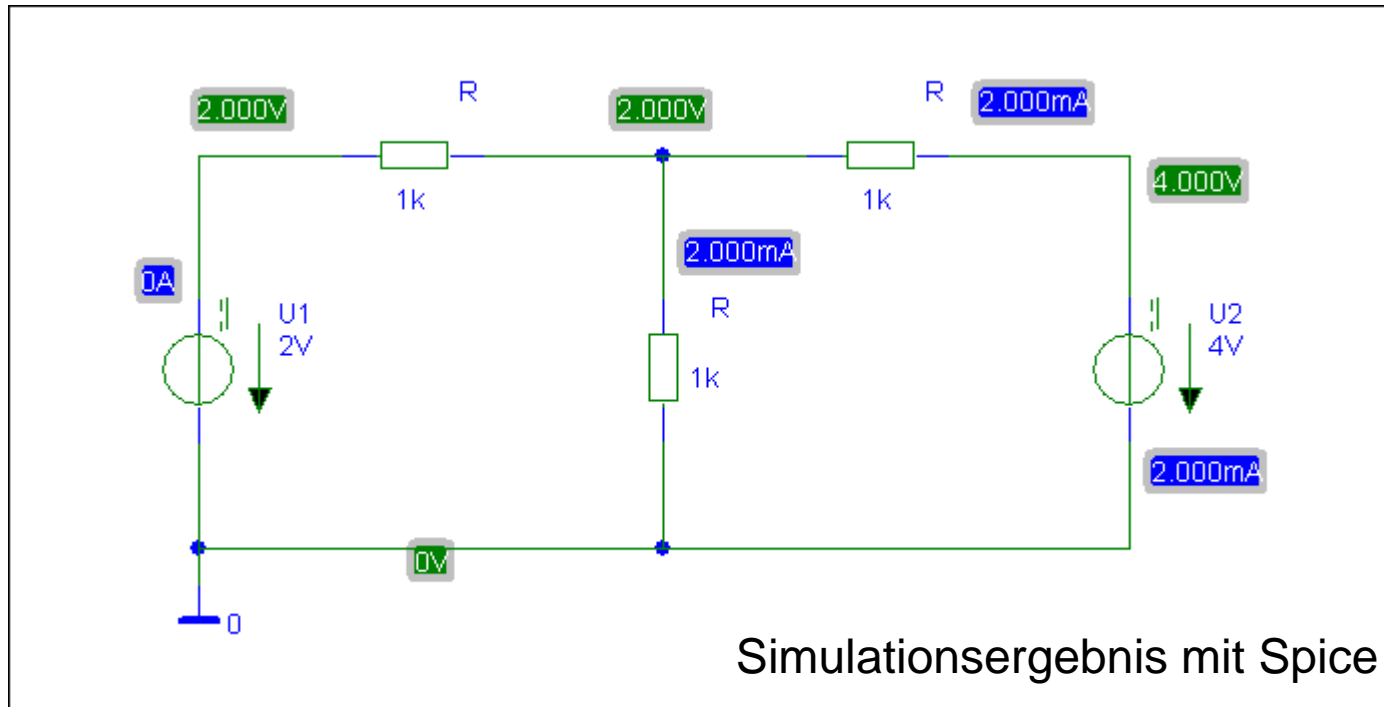 R
R
2.000mA
2.000V
2.000V
4.000V
1k
1k
2.000mA
0A
R
U1
2V
U2
4V
1k
2.000mA
0V
0
Simulationsergebnis mit Spice